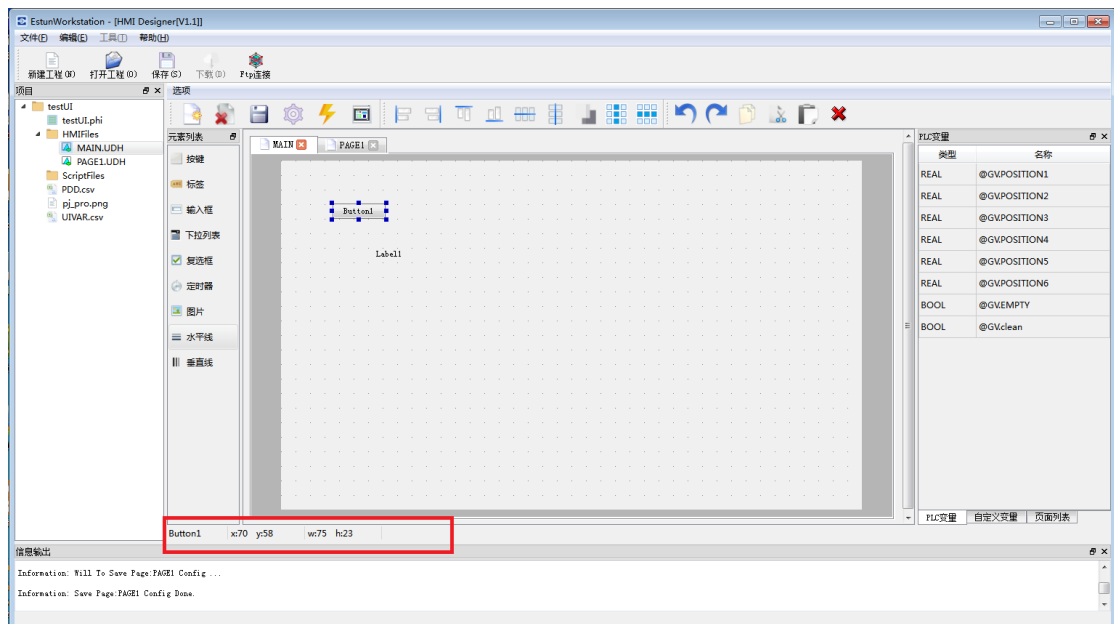 EstunWorkstation - [HMI Designer[V1.1]]
文件(F) 编辑(E) 工具(T) 帮助(H)
新建工程(N) 打开工程(O) 保存(S) 下载(D) Ftp连接
项目 选项
testUI
testUI.phi
HMIFiles
MAIN.UDH
PAGE1.UDH
ScriptFiles
PDD.csv
pj_pro.png
UIVAR.csv
元素列表
按键
标签
输入框
下拉列表
复选框
定时器
图片
水平线
垂直线
MAIN PAGE1
Button1
Label1
PLC变量
类型 名称
REAL @GV.POSITION1
REAL @GV.POSITION2
REAL @GV.POSITION3
REAL @GV.POSITION4
REAL @GV.POSITION5
REAL @GV.POSITION6
BOOL @GV.EMPTY
BOOL @GV.clean
PLC变量 自定义变量 页面列表
Button1 x:70 y:58 w:75 h:23
信息输出
Information: Will To Save Page:PAGE1 Config ...
Information: Save Page:PAGE1 Config Done.